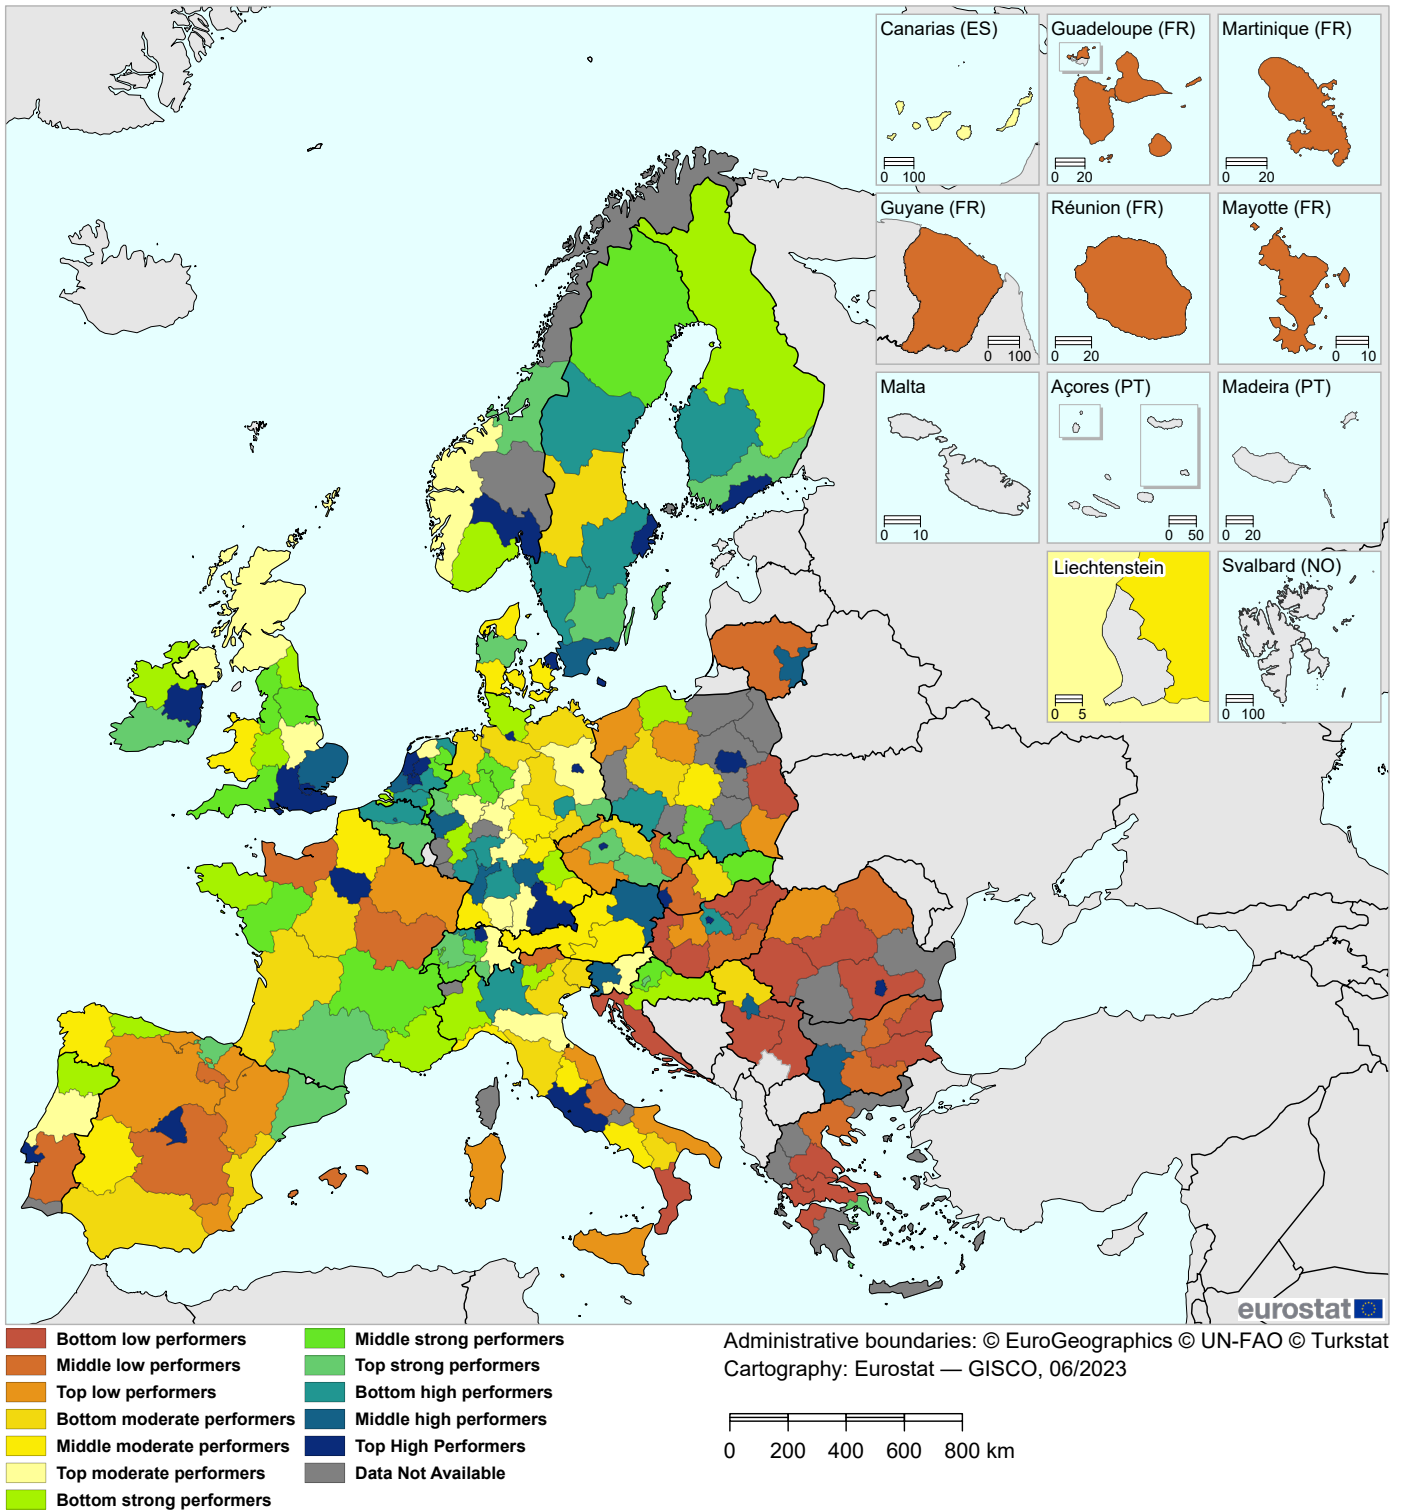 Canarias (ES)
0 100
Guadeloupe (FR)
0 20
Martinique (FR)
0 20
Guyane (FR)
0 100
Réunion (FR)
0 20
Mayotte (FR)
0 10
Malta
0 10
Açores (PT)
0 50
Madeira (PT)
0 20
Liechtenstein
0 5
Svalbard (NO)
0 100
eurostat
Bottom low performers
Middle low performers
Top low performers
Bottom moderate performers
Middle moderate performers
Top moderate performers
Bottom strong performers
Middle strong performers
Top strong performers
Bottom high performers
Middle high performers
Top High Performers
Data Not Available
Administrative boundaries: © EuroGeographics © UN-FAO © Turkstat
Cartography: Eurostat — GISCO, 06/2023
0 200 400 600 800 km